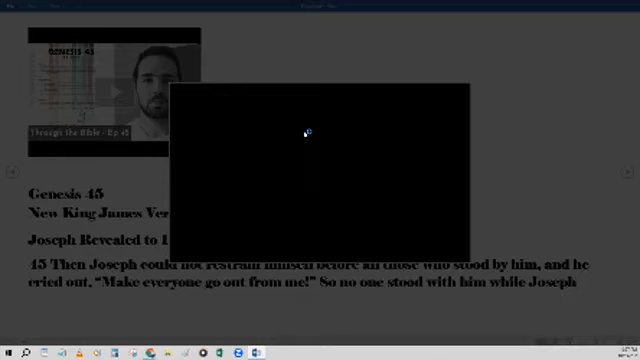 GENESIS 45
Through the Bible - Ep 45
Genesis 45
New King James Ver
Joseph Revealed to
45 Then Joseph could not restrain himself before all those who stood by him, and he
cried out, “Make everyone go out from me!” So no one stood with him while Joseph